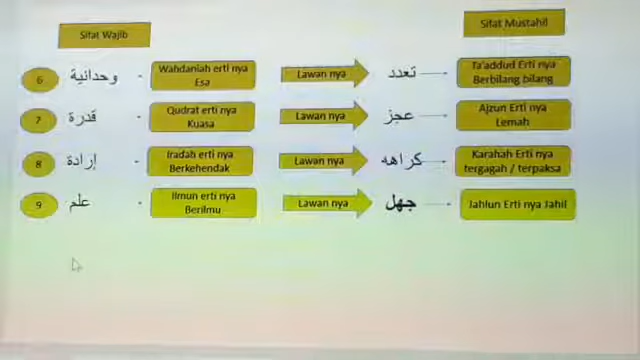 Sifat Wajib
Sifat Mustahil
6 وحدانية - Wahdaniah erti nya Esa Lawan nya تعدد Ta'addud Erti nya Berbilang bilang
7 قدرة - Qudrat erti nya Kuasa Lawan nya عجز Ajzun Erti nya Lemah
8 إرادة - Iradah erti nya Berkehendak Lawan nya كراهه Karahah Erti nya tergagah / terpaksa
9 علم - Ilmun erti nya Berilmu Lawan nya جهل Jahlun Erti nya Jahil